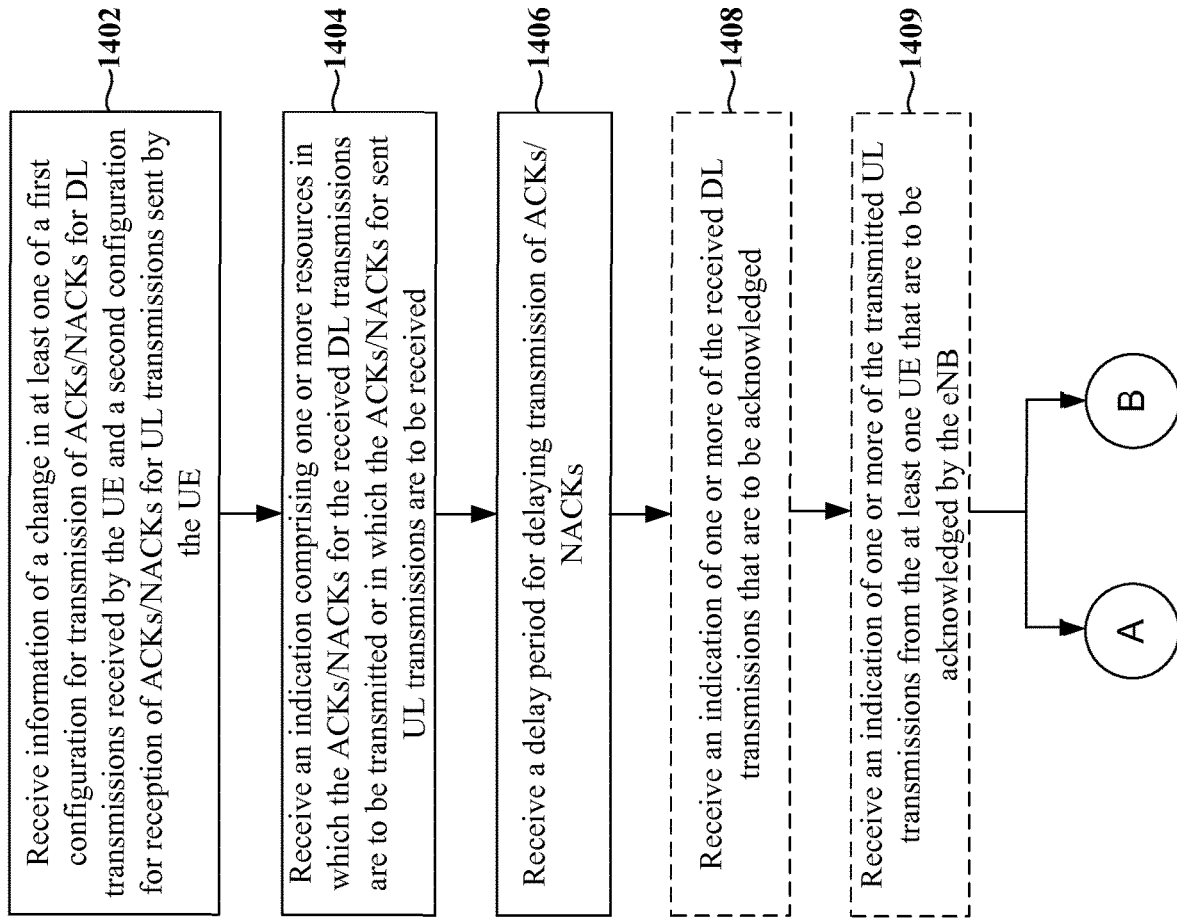 Receive information of a change in at least one of a first
configuration for transmission of ACKs/NACKs for DL
transmissions received by the UE and a second configuration
for reception of ACKs/NACKs for UL transmissions sent by
the UE
1402
Receive an indication comprising one or more resources in
which the ACKs/NACKs for the received DL transmissions
are to be transmitted or in which the ACKs/NACKs for sent
UL transmissions are to be received
1404
Receive a delay period for delaying transmission of ACKs/
NACKs
1406
Receive an indication of one or more of the received DL
transmissions that are to be acknowledged
1408
Receive an indication of one or more of the transmitted UL
transmissions from the at least one UE that are to be
acknowledged by the eNB
1409
A
B